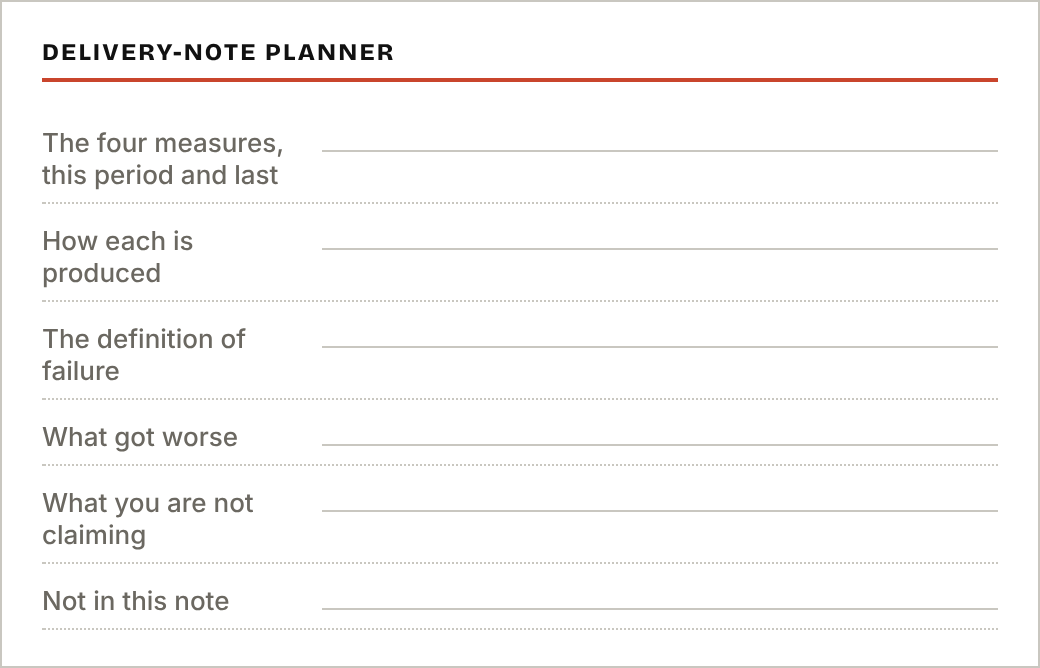 DELIVERY-NOTE PLANNER
The four measures,
this period and last
How each is
produced
The definition of
failure
What got worse
What you are not
claiming
Not in this note